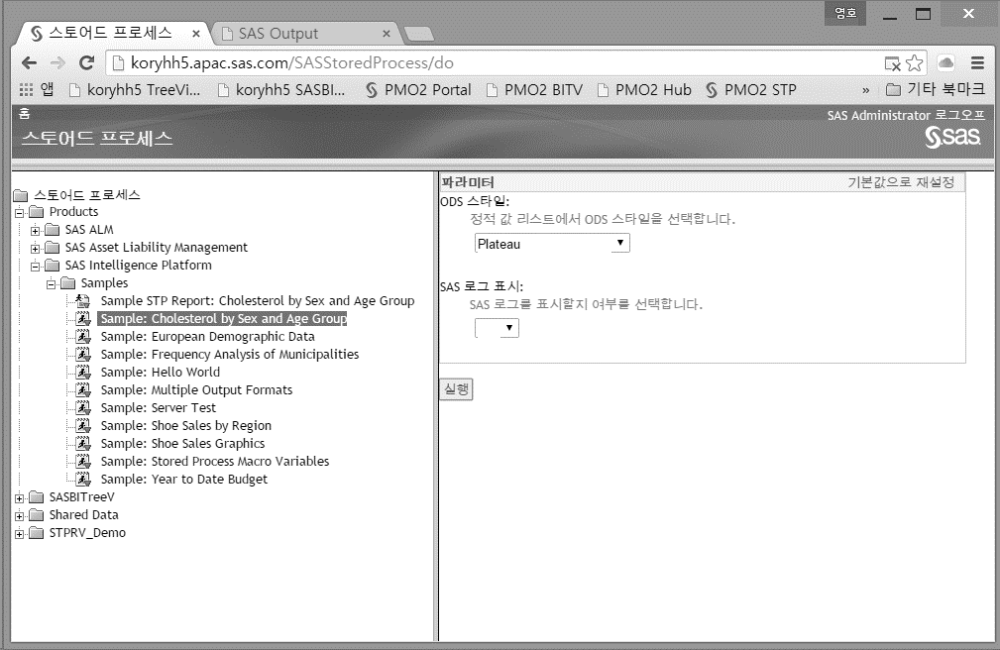 영호
스토어드 프로세스
SAS Output
koryhh5.apac.sas.com/SASStoredProcess/do
앱 koryhh5 TreeVi... koryhh5 SASBI... PMO2 Portal PMO2 BITV PMO2 Hub PMO2 STP » 기타 북마크
홈
SAS Administrator 로그오프
스토어드 프로세스
sas
스토어드 프로세스
Products
SAS ALM
SAS Asset Liability Management
SAS Intelligence Platform
Samples
Sample STP Report: Cholesterol by Sex and Age Group
Sample: Cholesterol by Sex and Age Group
Sample: European Demographic Data
Sample: Frequency Analysis of Municipalities
Sample: Hello World
Sample: Multiple Output Formats
Sample: Server Test
Sample: Shoe Sales by Region
Sample: Shoe Sales Graphics
Sample: Stored Process Macro Variables
Sample: Year to Date Budget
SASBITreeV
Shared Data
STPRV_Demo
파라미터
기본값으로 재설정
ODS 스타일:
정적 값 리스트에서 ODS 스타일을 선택합니다.
Plateau
SAS 로그 표시:
SAS 로그를 표시할지 여부를 선택합니다.
실행